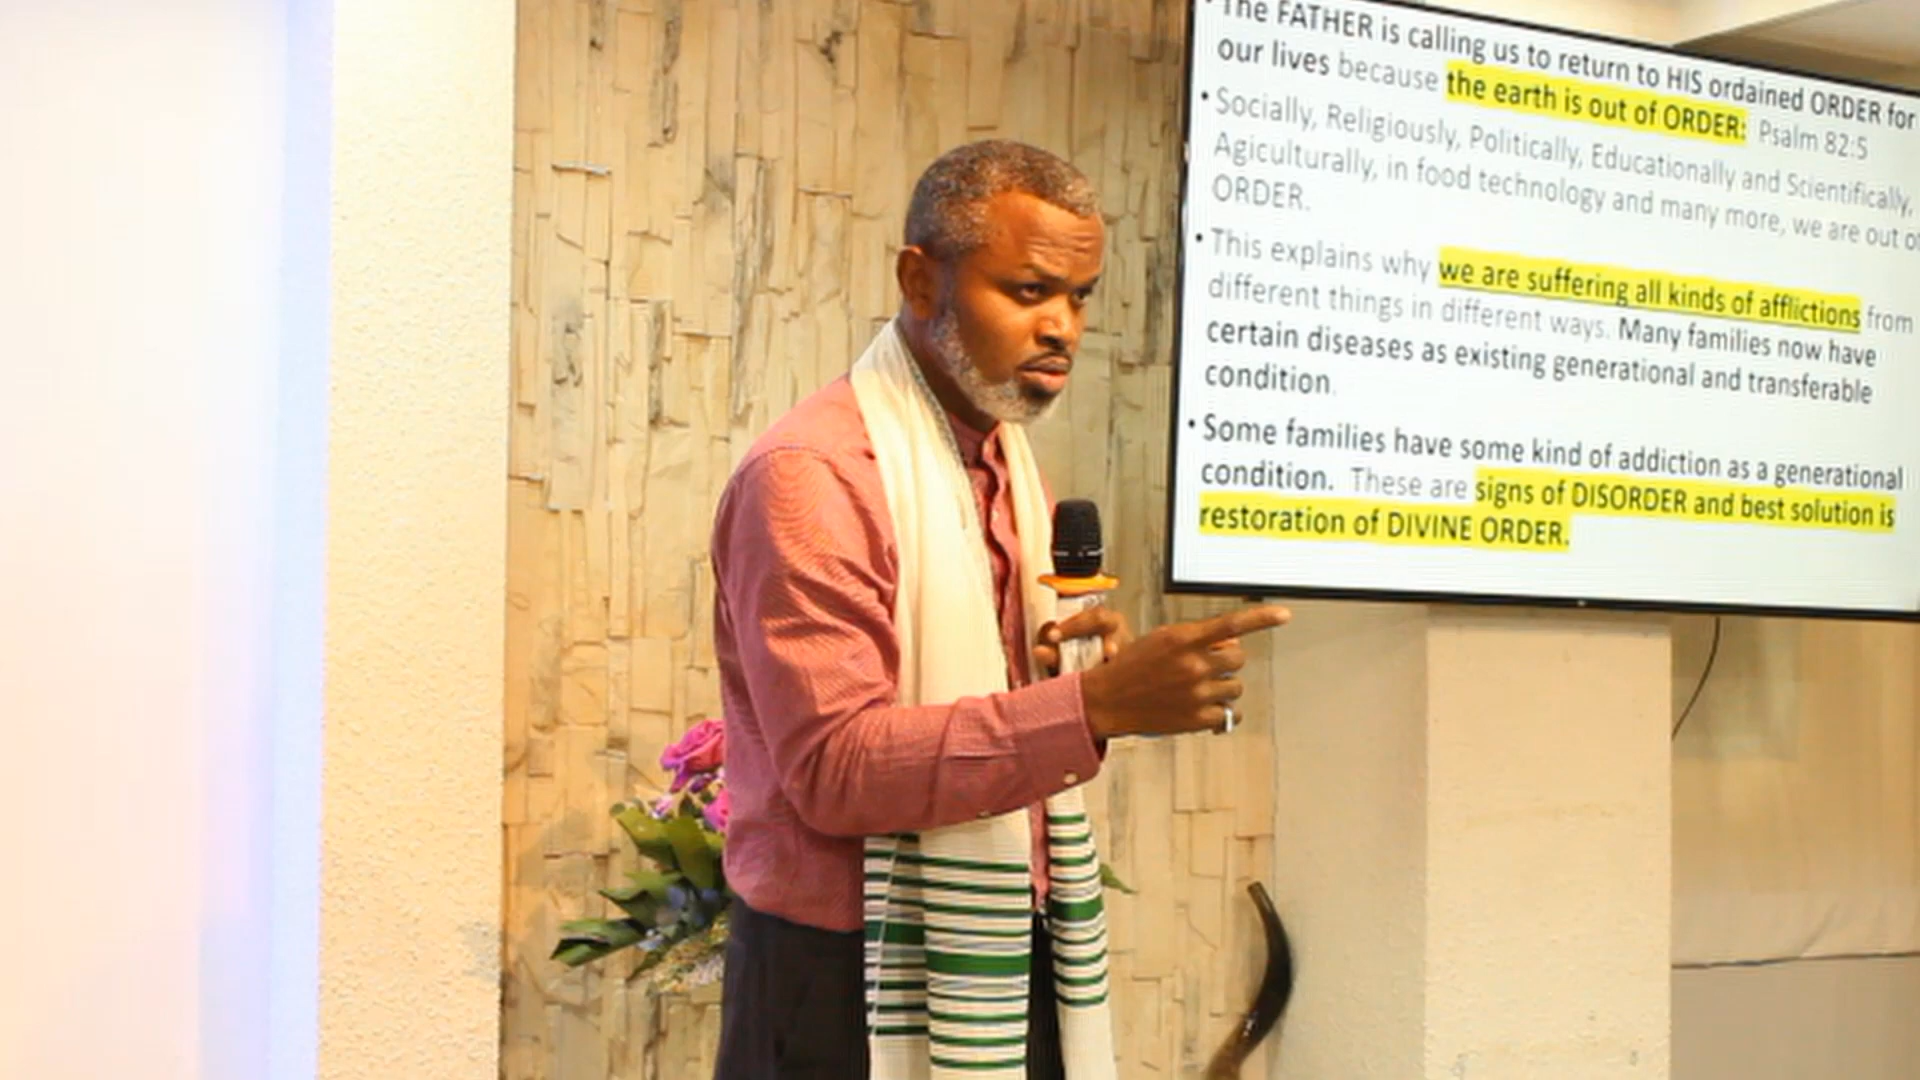 • The FATHER is calling us to return to HIS ordained ORDER for
our lives because the earth is out of ORDER: Psalm 82:5
• Socially, Religiously, Politically, Educationally and Scientifically,
Agiculturally, in food technology and many more, we are out of
ORDER.
• This explains why we are suffering all kinds of afflictions from
different things in different ways. Many families now have
certain diseases as existing generational and transferable
condition.
• Some families have some kind of addiction as a generational
condition. These are signs of DISORDER and best solution is
restoration of DIVINE ORDER.